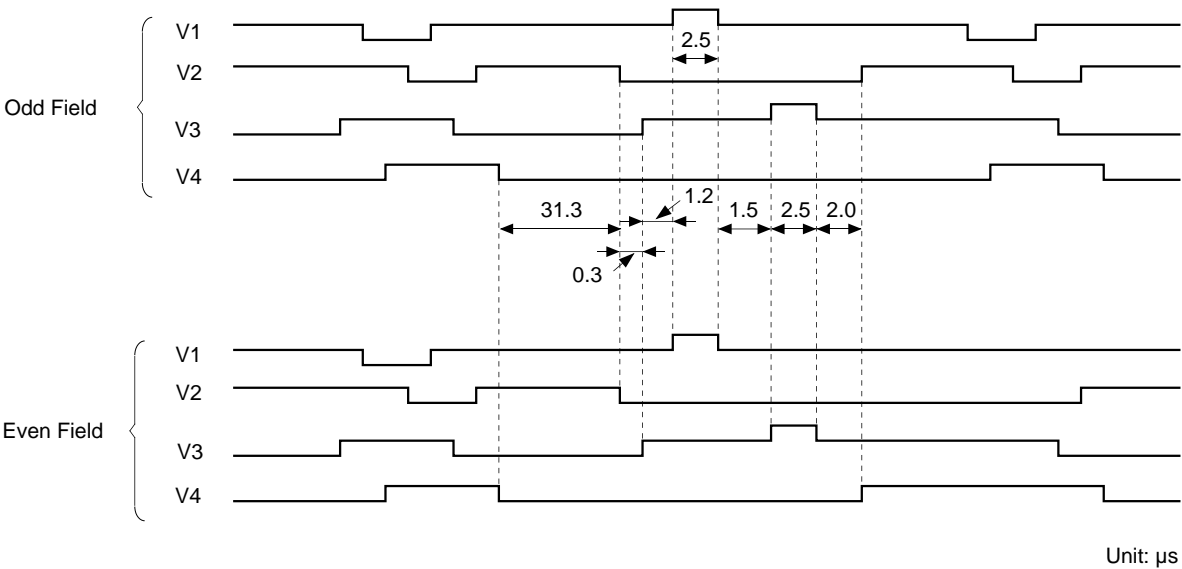 V1
2.5
V2
Odd Field
V3
V4
31.3
1.2
1.5
2.5
2.0
0.3
V1
V2
Even Field
V3
V4
Unit: µs